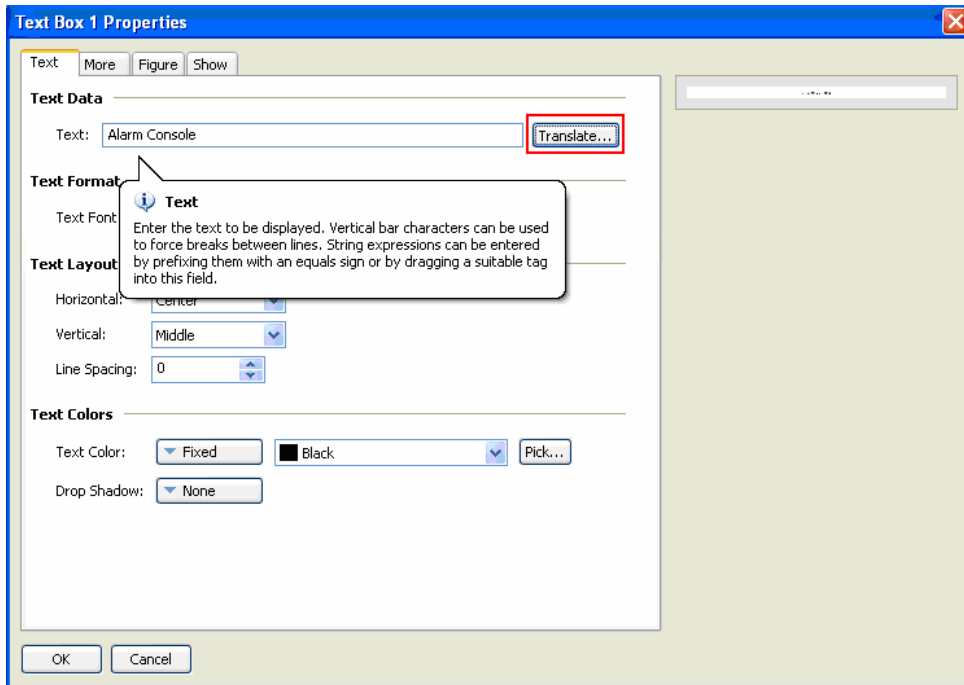 Text Box 1 Properties
Text More Figure Show
Text Data
Text: Alarm Console Translate...
Text Format
Text Font
Text
Enter the text to be displayed. Vertical bar characters can be used
to force breaks between lines. String expressions can be entered
by prefixing them with an equals sign or by dragging a suitable tag
into this field.
Text Layout
Horizontal: Center
Vertical: Middle
Line Spacing: 0
Text Colors
Text Color: Fixed Black Pick...
Drop Shadow: None
OK Cancel